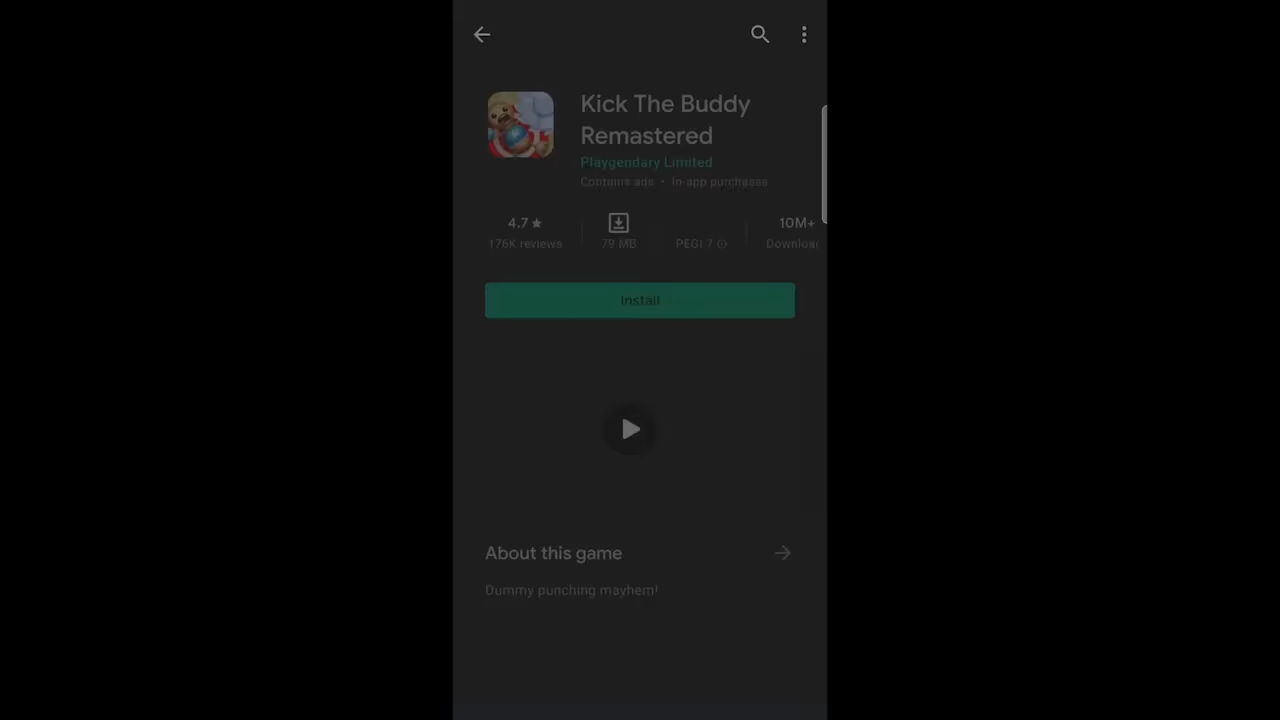 Kick The Buddy
Remastered
Playgendary Limited
Contains ads • In-app purchases
4.7★
176K reviews
79 MB
PEGI 7
10M+
Download
Install
About this game
Dummy punching mayhem!